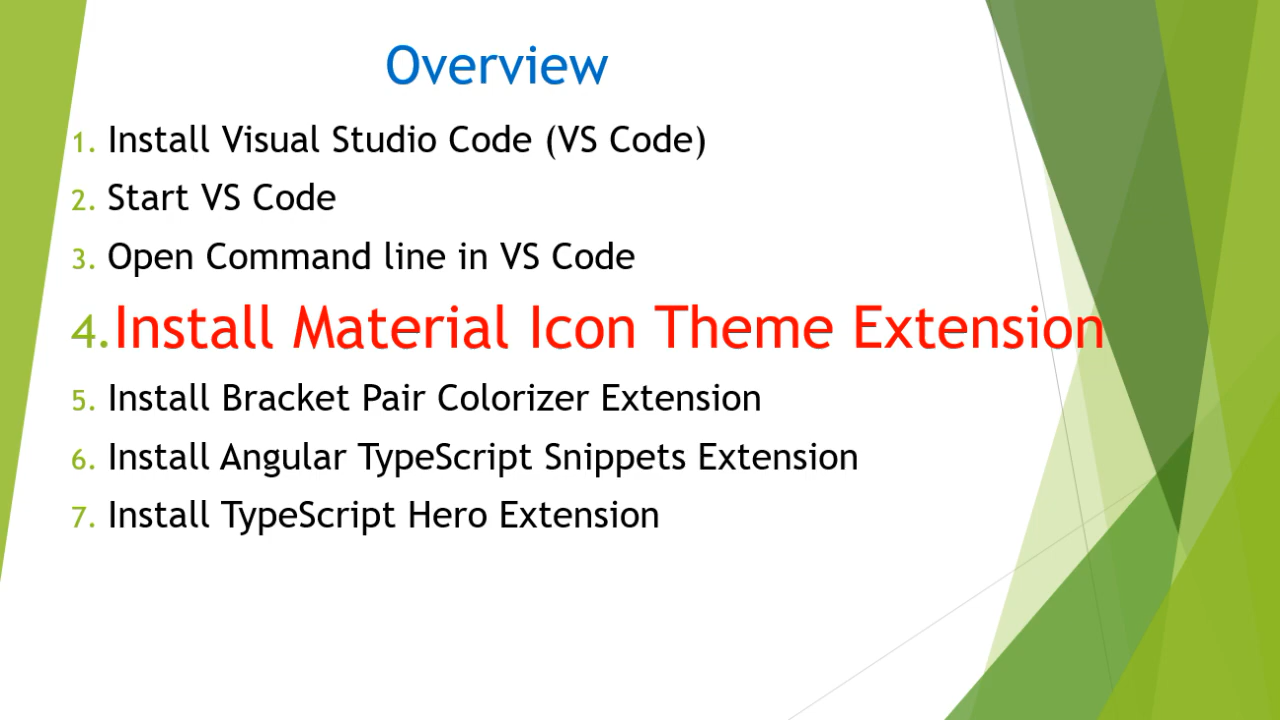 Overview
1. Install Visual Studio Code (VS Code)
2. Start VS Code
3. Open Command line in VS Code
4. Install Material Icon Theme Extension
5. Install Bracket Pair Colorizer Extension
6. Install Angular TypeScript Snippets Extension
7. Install TypeScript Hero Extension